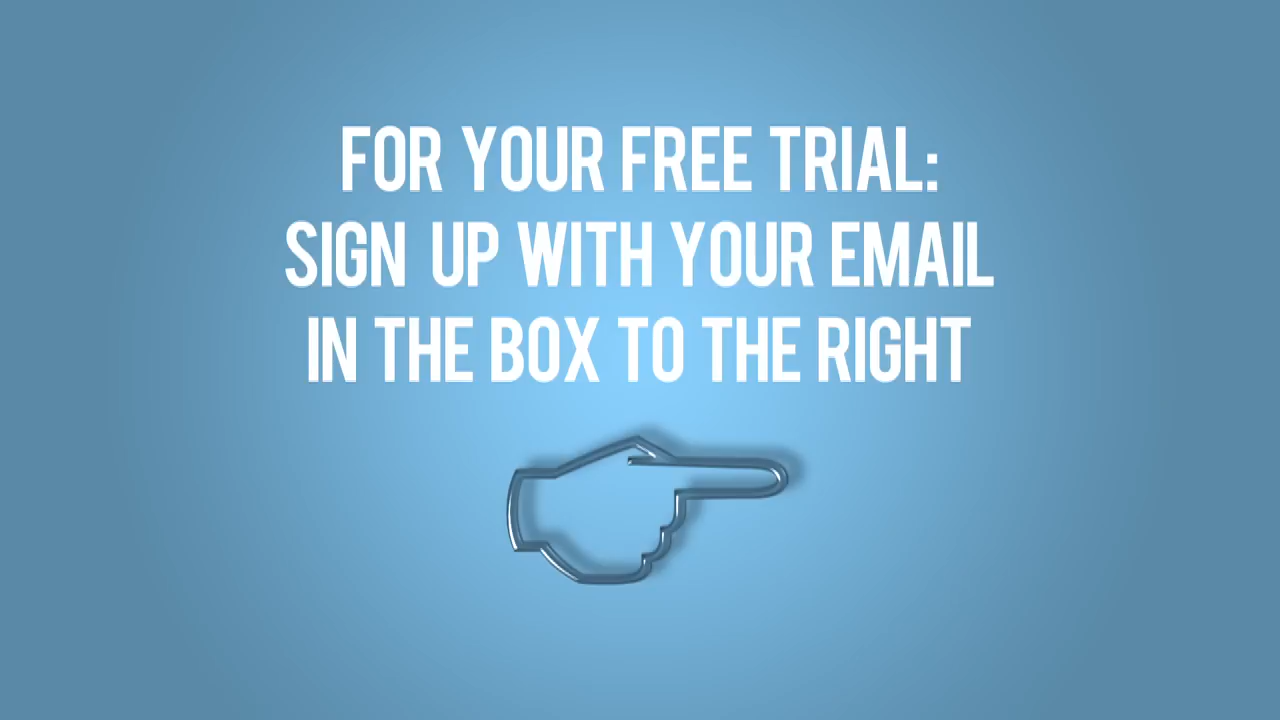 FOR YOUR FREE TRIAL:
SIGN UP WITH YOUR EMAIL
IN THE BOX TO THE RIGHT